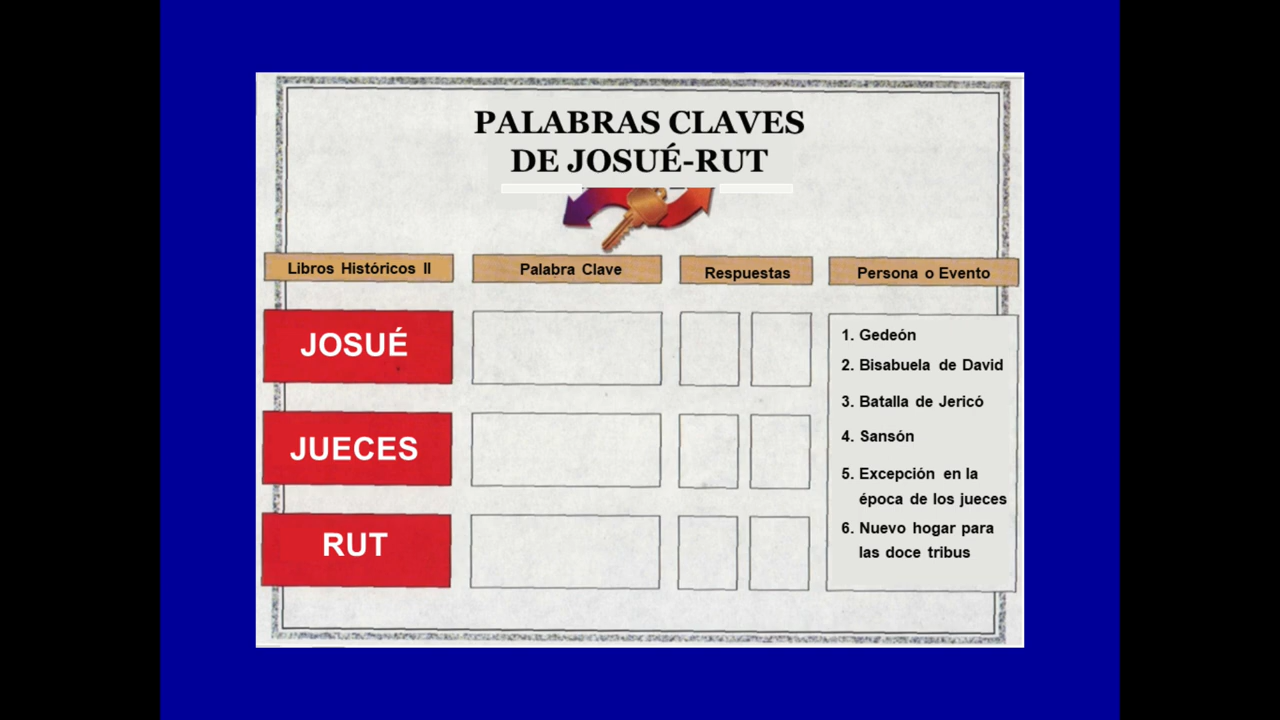 PALABRAS CLAVES
DE JOSUÉ-RUT
Libros Históricos II
Palabra Clave
Respuestas
Persona o Evento
JOSUÉ
JUECES
RUT
1. Gedeón
2. Bisabuela de David
3. Batalla de Jericó
4. Sansón
5. Excepción en la
época de los jueces
6. Nuevo hogar para
las doce tribus